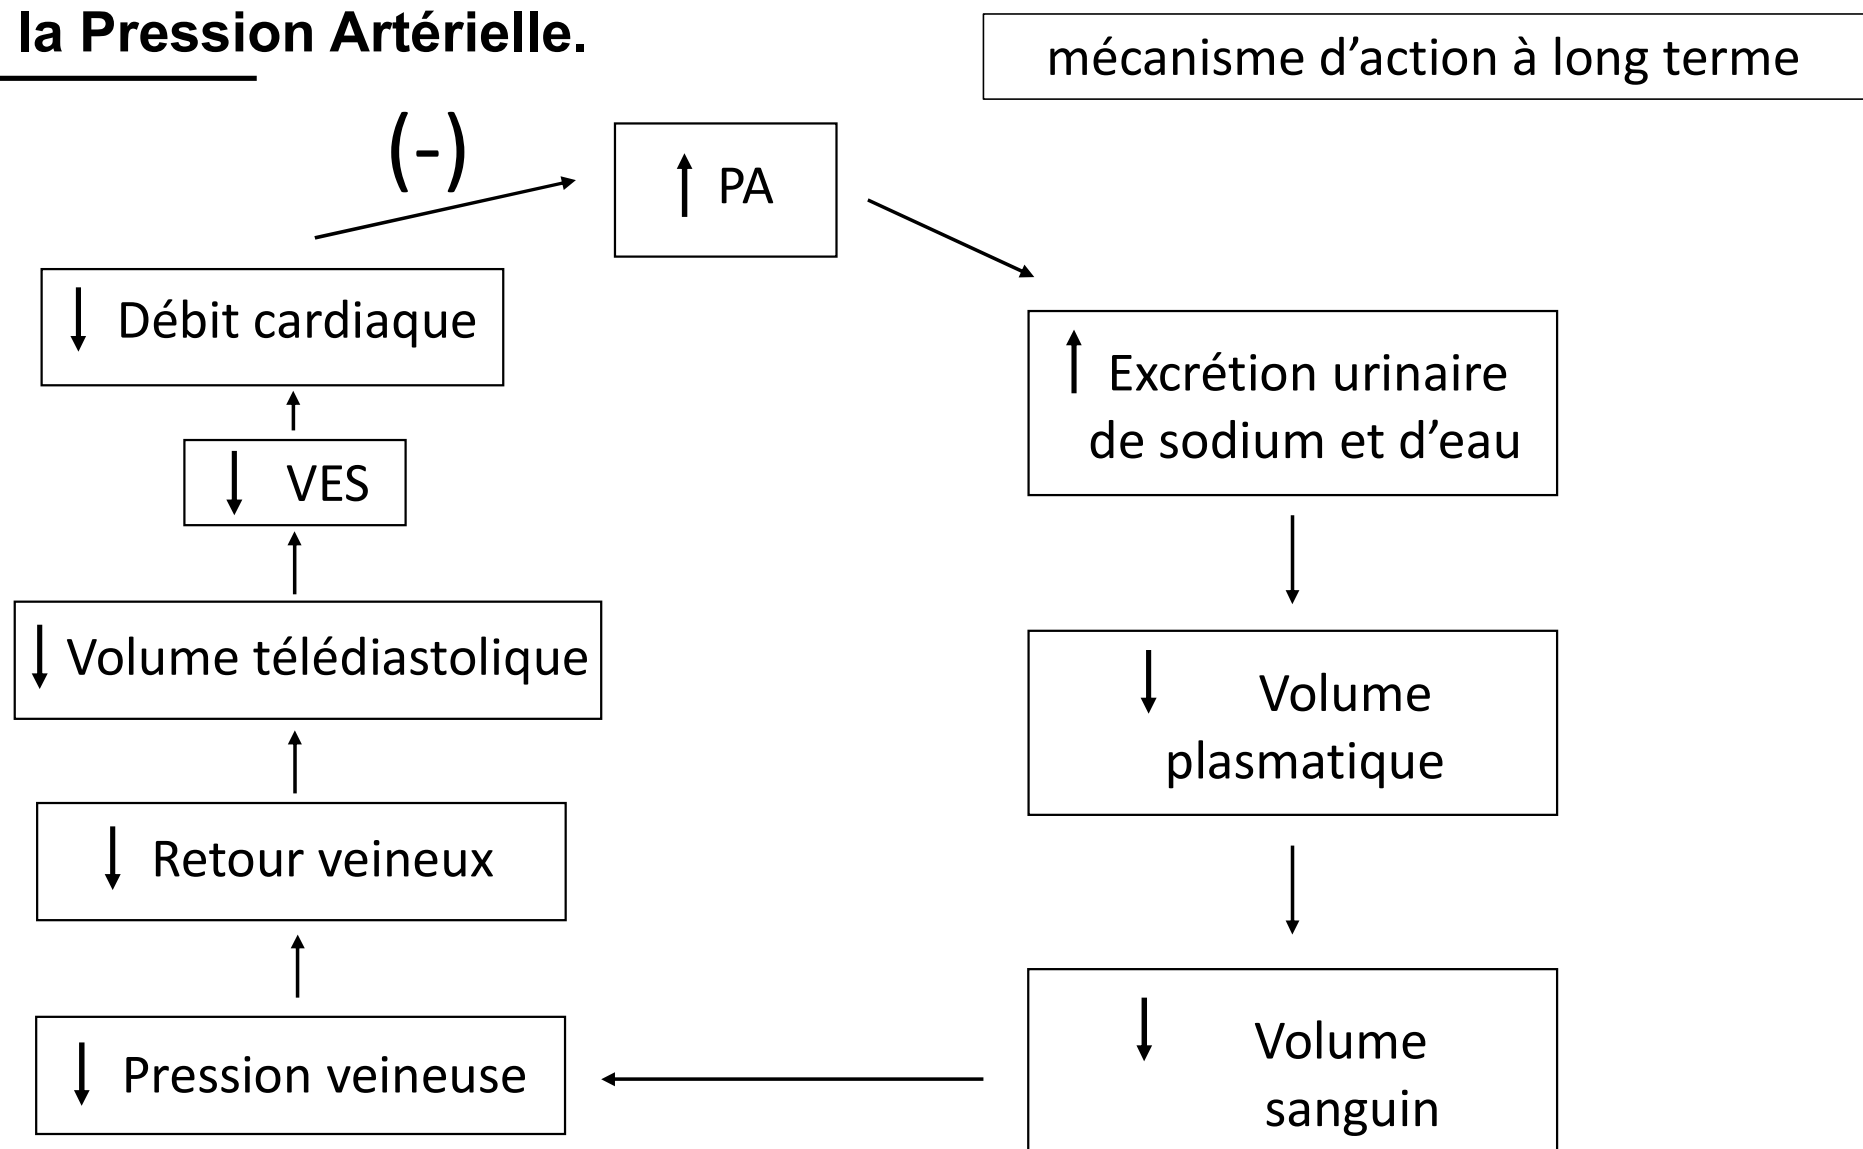 la Pression Artérielle.
mécanisme d’action à long terme
(-)
↑ PA
↓ Débit cardiaque
↑ Excrétion urinaire
de sodium et d’eau
↓ VES
↓ Volume télédiastolique
↓ Volume
plasmatique
↓ Retour veineux
↓ Pression veineuse
↓ Volume
sanguin